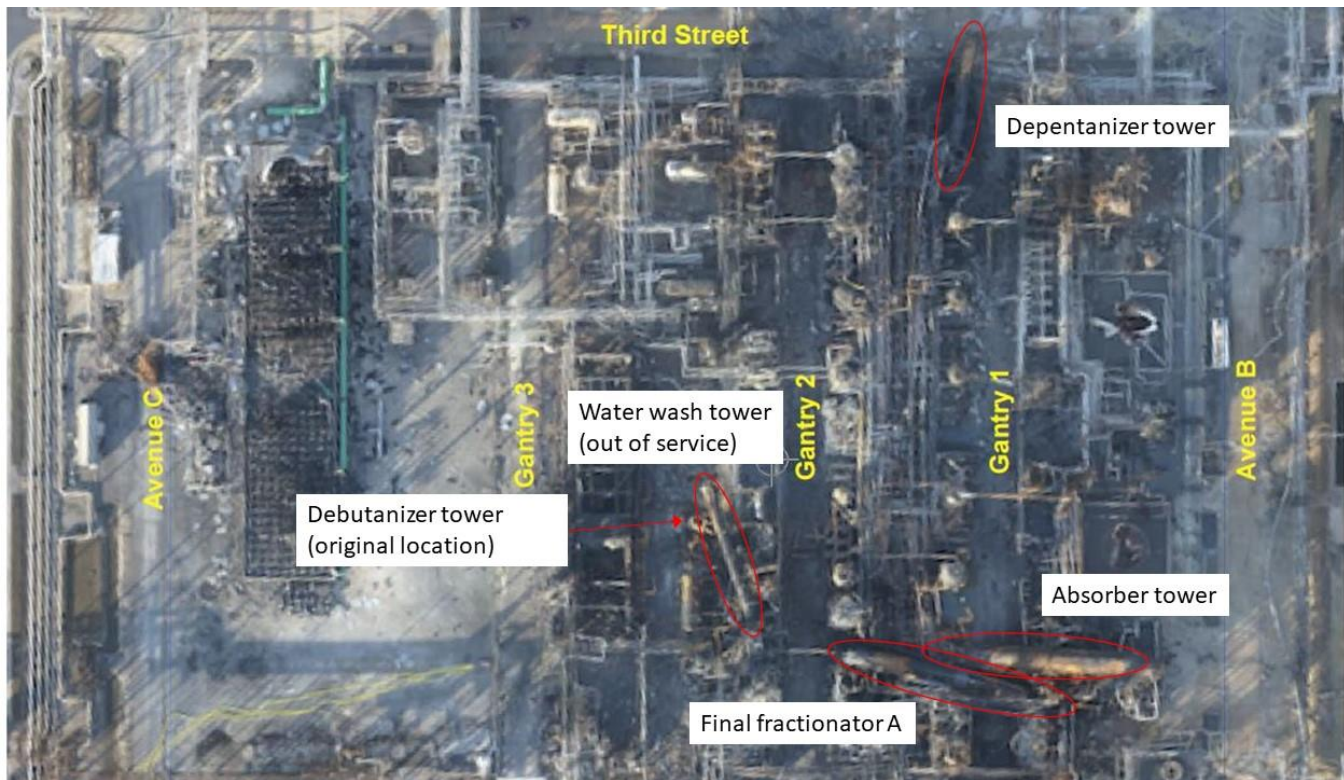 Third Street
Depentanizer tower
Avenue C
Gantry 3
Water wash tower
(out of service)
Gantry 2
Gantry 1
Avenue B
Debutanizer tower
(original location)
Absorber tower
Final fractionator A